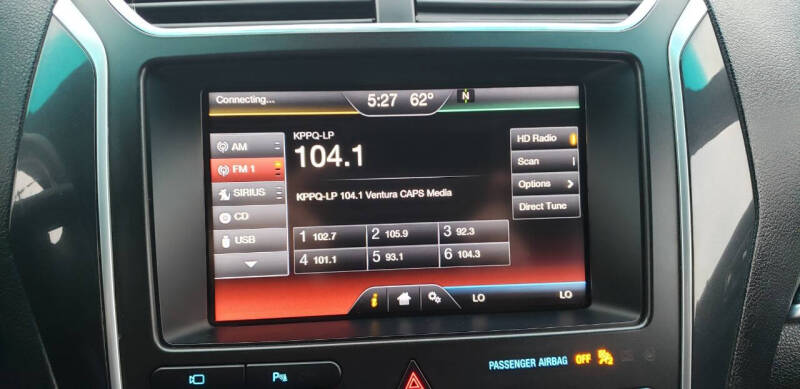 Connecting... 5:27 62° N
KPPQ-LP
104.1
KPPQ-LP 104.1 Ventura CAPS Media
AM
FM 1
SIRIUS
CD
USB
HD Radio
Scan
Options
Direct Tune
1 102.7 2 105.9 3 92.3
4 101.1 5 93.1 6 104.3
i LO LO
PASSENGER AIRBAG OFF
P